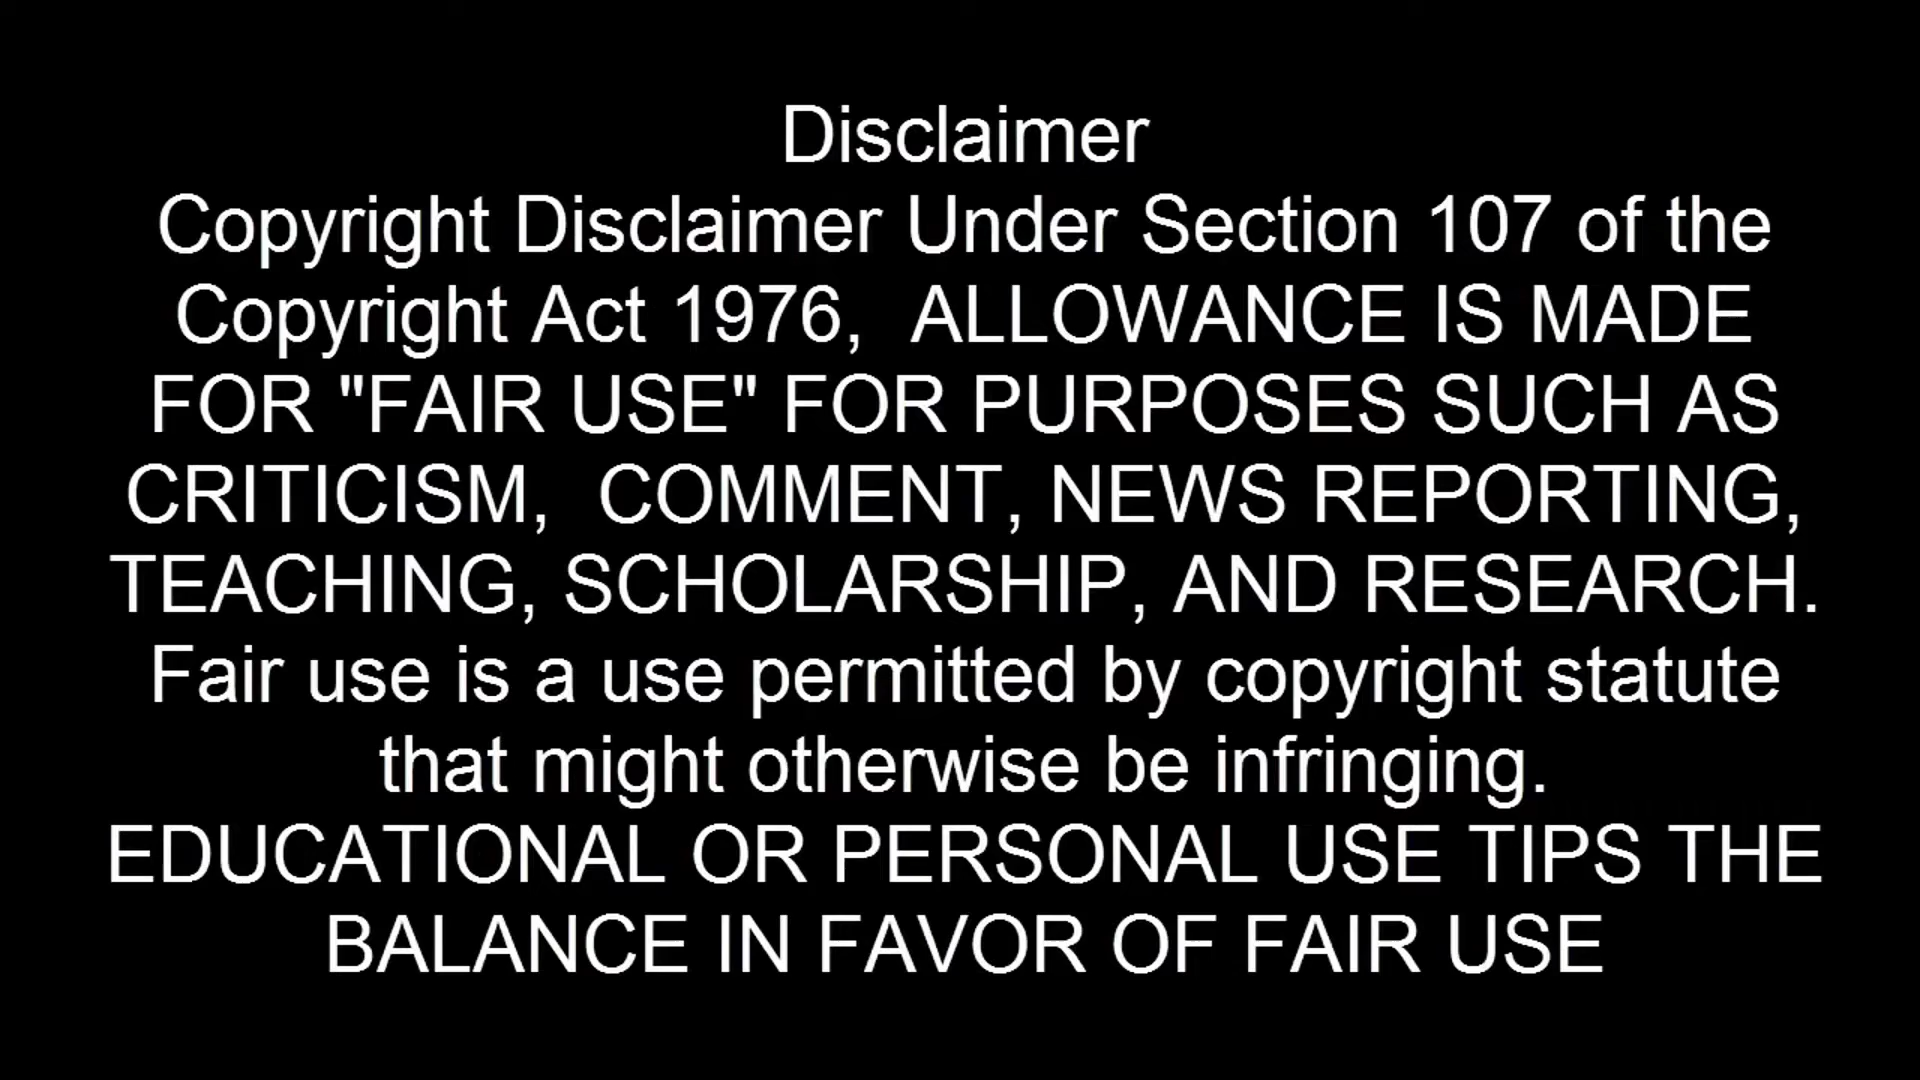 Disclaimer
Copyright Disclaimer Under Section 107 of the
Copyright Act 1976,  ALLOWANCE IS MADE
FOR "FAIR USE" FOR PURPOSES SUCH AS
CRITICISM,  COMMENT, NEWS REPORTING,
TEACHING, SCHOLARSHIP, AND RESEARCH.
Fair use is a use permitted by copyright statute
that might otherwise be infringing.
EDUCATIONAL OR PERSONAL USE TIPS THE
BALANCE IN FAVOR OF FAIR USE